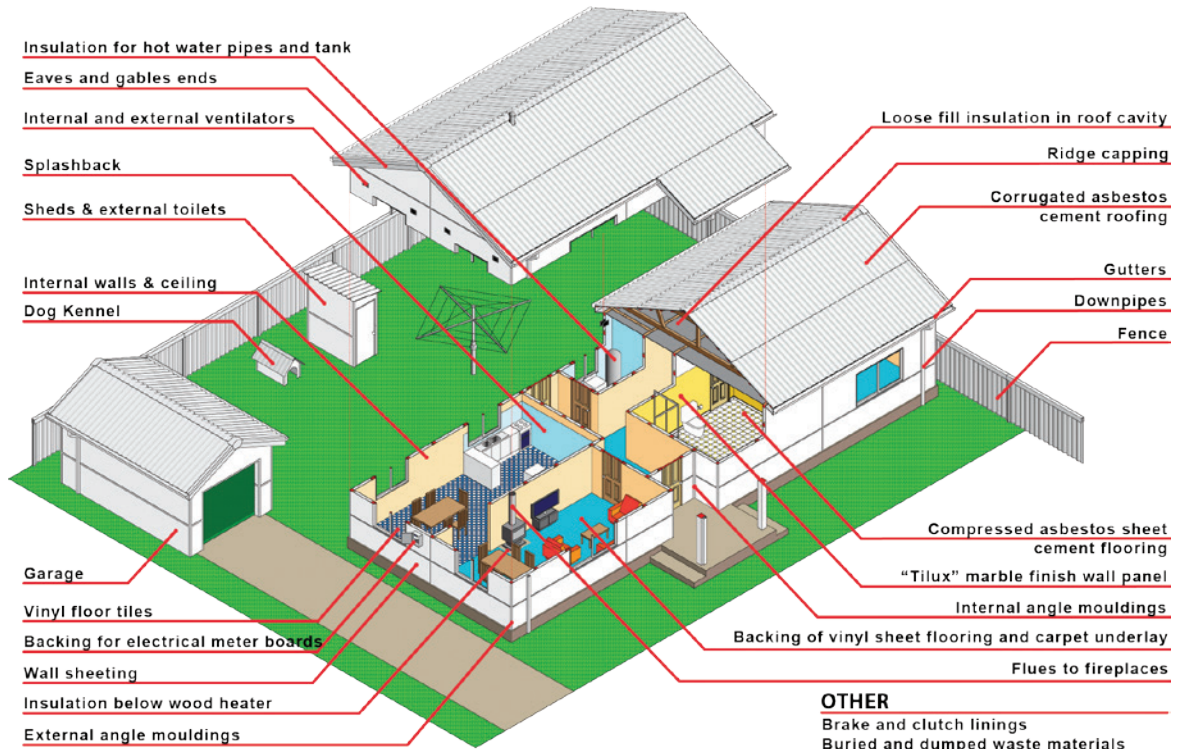 Insulation for hot water pipes and tank
Eaves and gables ends
Internal and external ventilators
Splashback
Sheds & external toilets
Internal walls & ceiling
Dog Kennel
Garage
Vinyl floor tiles
Backing for electrical meter boards
Wall sheeting
Insulation below wood heater
External angle mouldings
Loose fill insulation in roof cavity
Ridge capping
Corrugated asbestos
cement roofing
Gutters
Downpipes
Fence
Compressed asbestos sheet
cement flooring
“Tilux” marble finish wall panel
Internal angle mouldings
Backing of vinyl sheet flooring and carpet underlay
Flues to fireplaces
OTHER
Brake and clutch linings
Buried and dumped waste materials